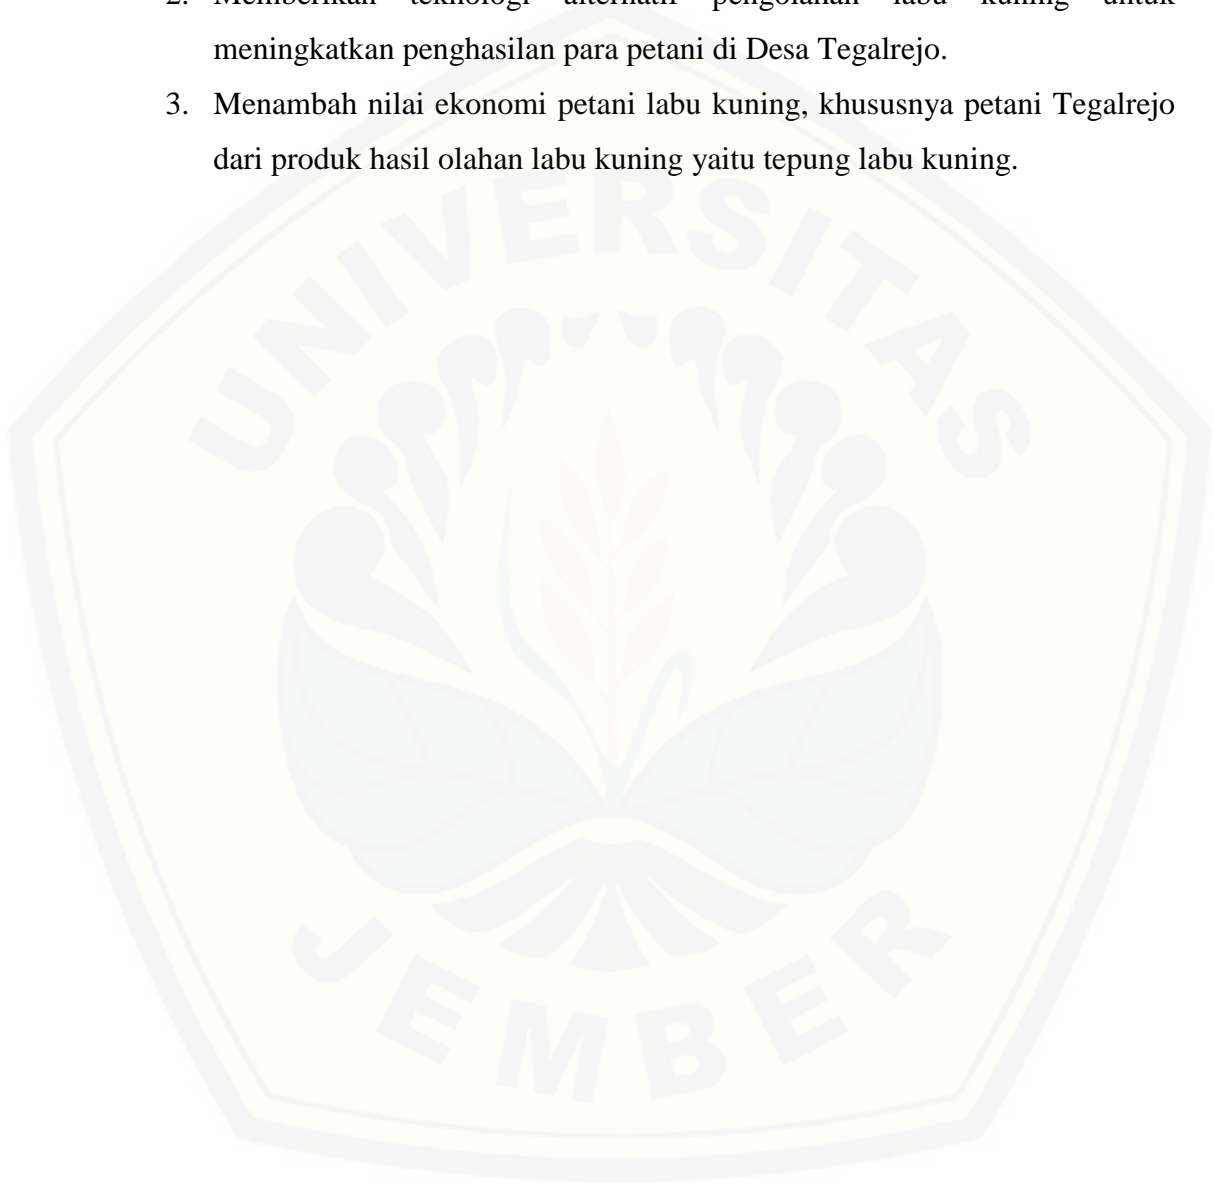 2. Memberikan teknologi alternatif pengolahan labu kuning untuk
meningkatkan penghasilan para petani di Desa Tegalrejo.
3. Menambah nilai ekonomi petani labu kuning, khususnya petani Tegalrejo
dari produk hasil olahan labu kuning yaitu tepung labu kuning.
UNIVERSITAS
JEMBER